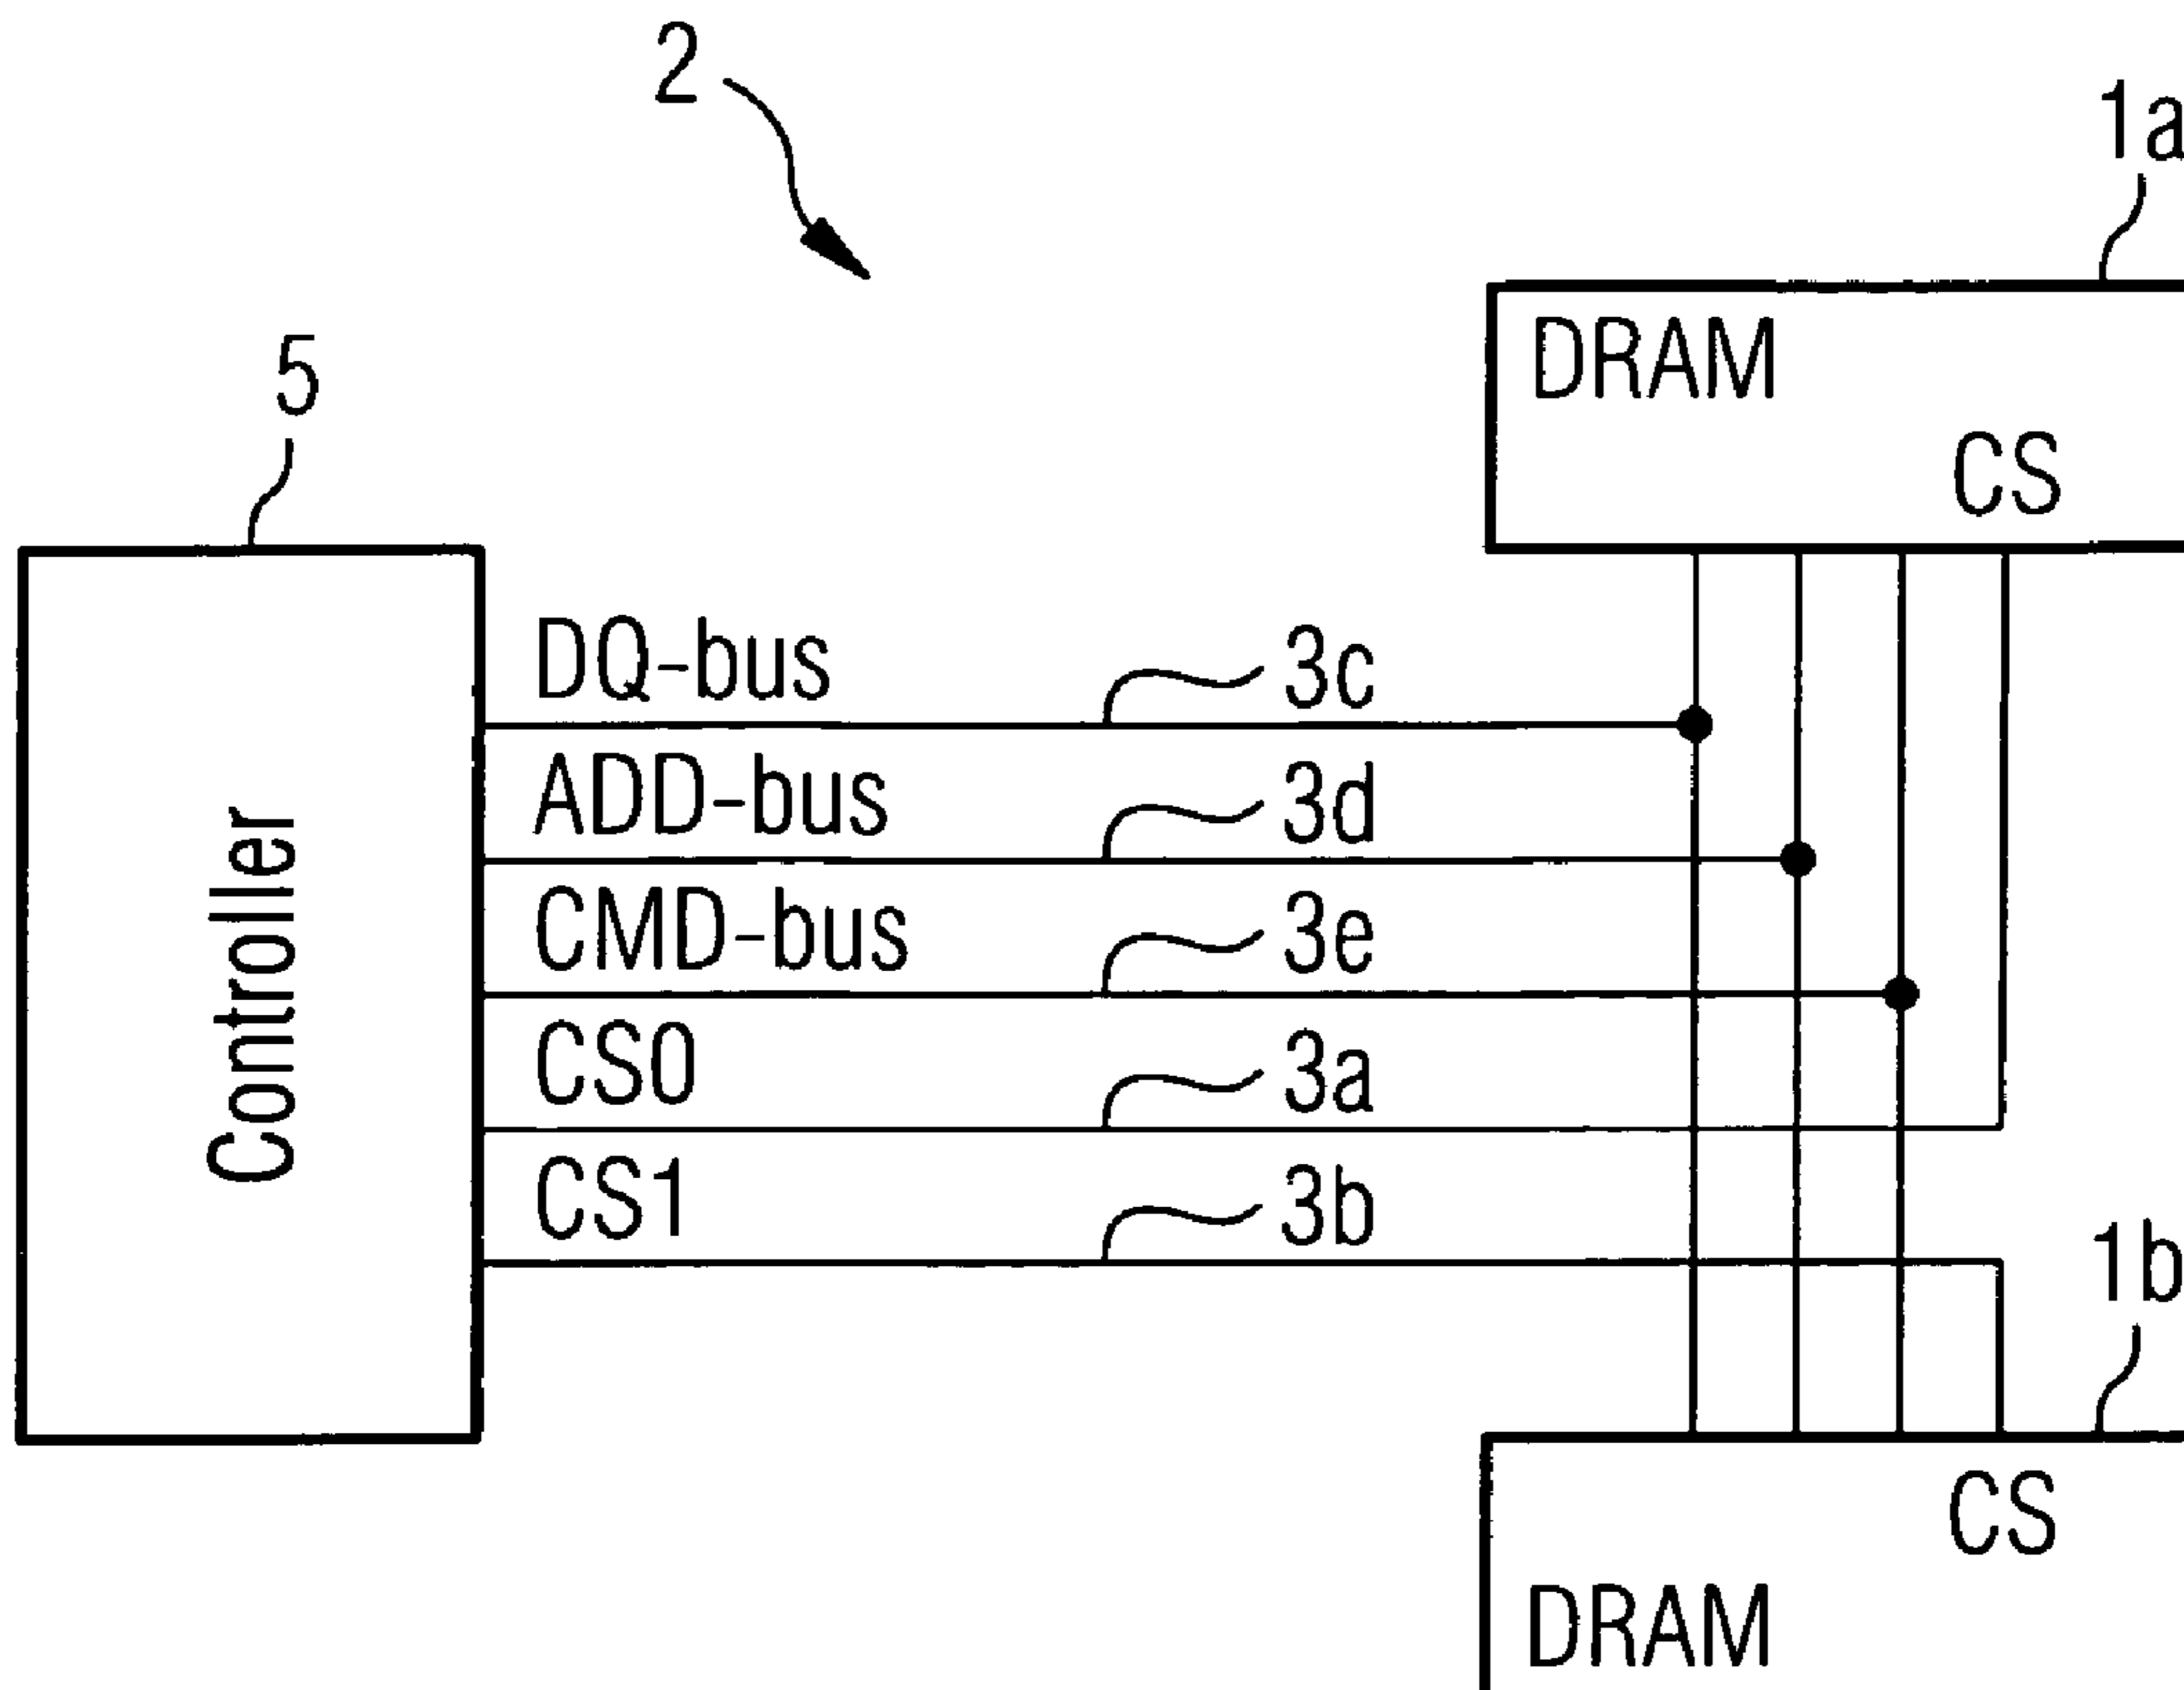 2
1a
DRAM
CS
5
Controller
DQ-bus
3c
ADD-bus
3d
CMD-bus
3e
CS0
3a
CS1
3b
1b
CS
DRAM